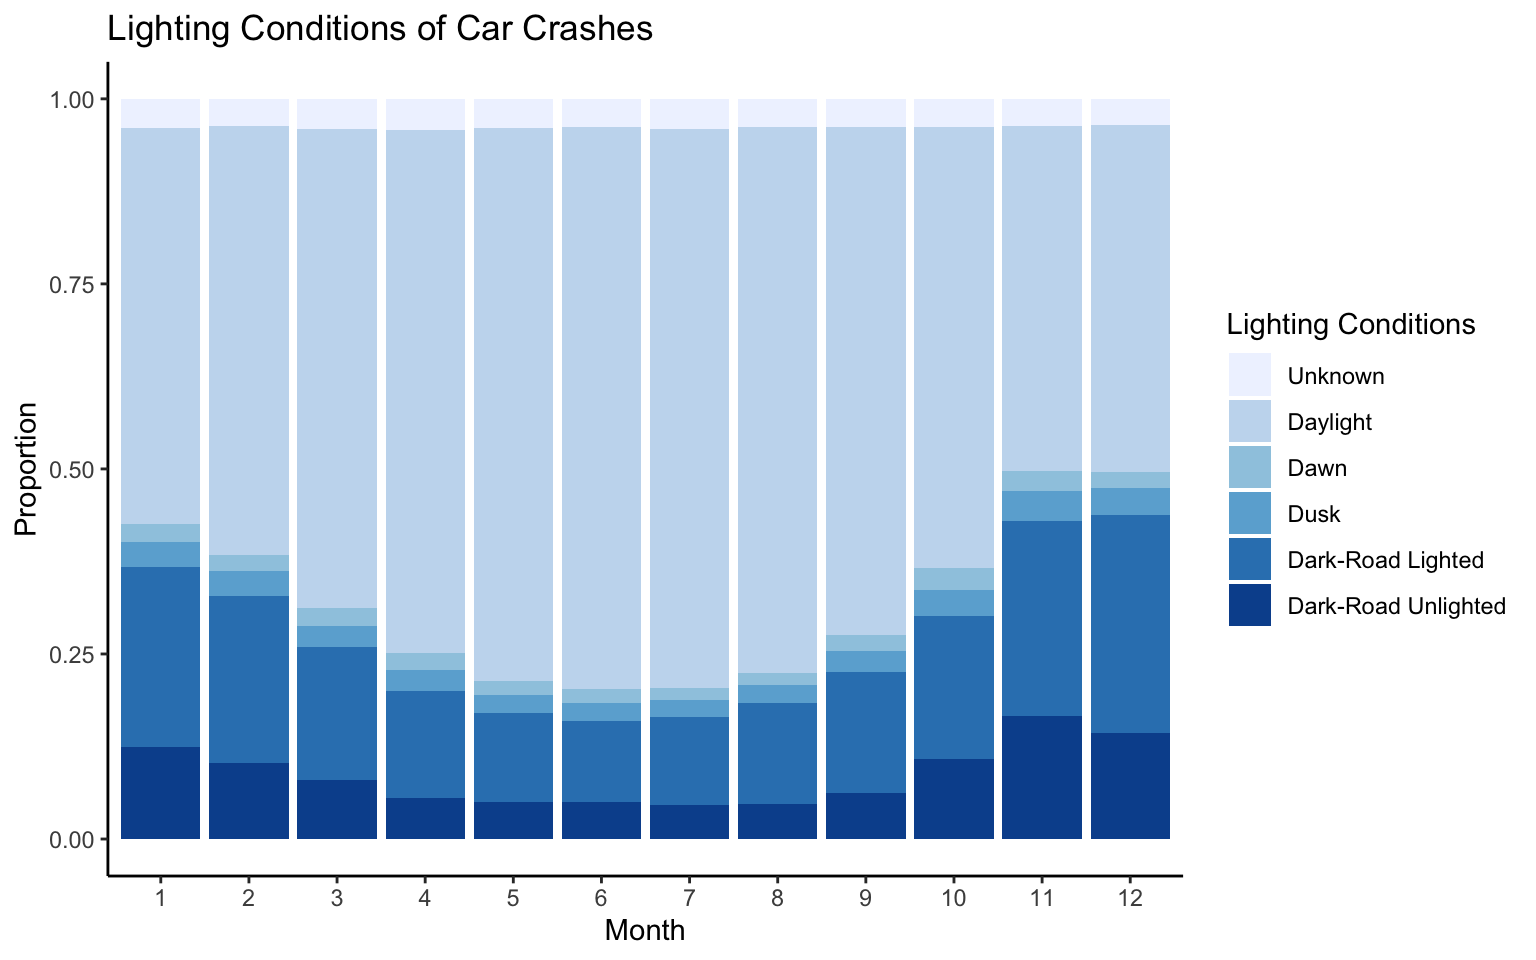 Lighting Conditions of Car Crashes
1.00
0.75
0.50
0.25
0.00
Proportion
1 2 3 4 5 6 7 8 9 10 11 12
Month
Lighting Conditions
Unknown
Daylight
Dawn
Dusk
Dark-Road Lighted
Dark-Road Unlighted